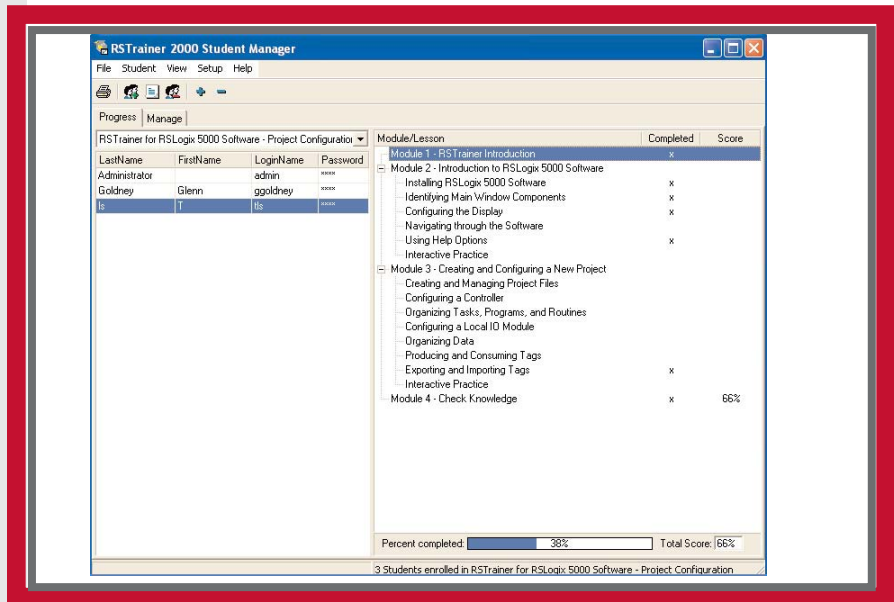 RSTrainer 2000 Student Manager
File Student View Setup Help
Progress Manage
RSTrainer for RSLogix 5000 Software - Project Configuration
LastName FirstName LoginName Password
Administrator admin ****
Goldney Glenn ggoldney ****
ls T tls ****
Module/Lesson Completed Score
Module 1 - RSTrainer Introduction x
Module 2 - Introduction to RSLogix 5000 Software
Installing RSLogix 5000 Software x
Identifying Main Window Components x
Configuring the Display x
Navigating through the Software
Using Help Options x
Interactive Practice
Module 3 - Creating and Configuring a New Project
Creating and Managing Project Files
Configuring a Controller
Organizing Tasks, Programs, and Routines
Configuring a Local IO Module
Organizing Data
Producing and Consuming Tags
Exporting and Importing Tags x
Interactive Practice
Module 4 - Check Knowledge x 66%
Percent completed: 38% Total Score: 66%
3 Students enrolled in RSTrainer for RSLogix 5000 Software - Project Configuration